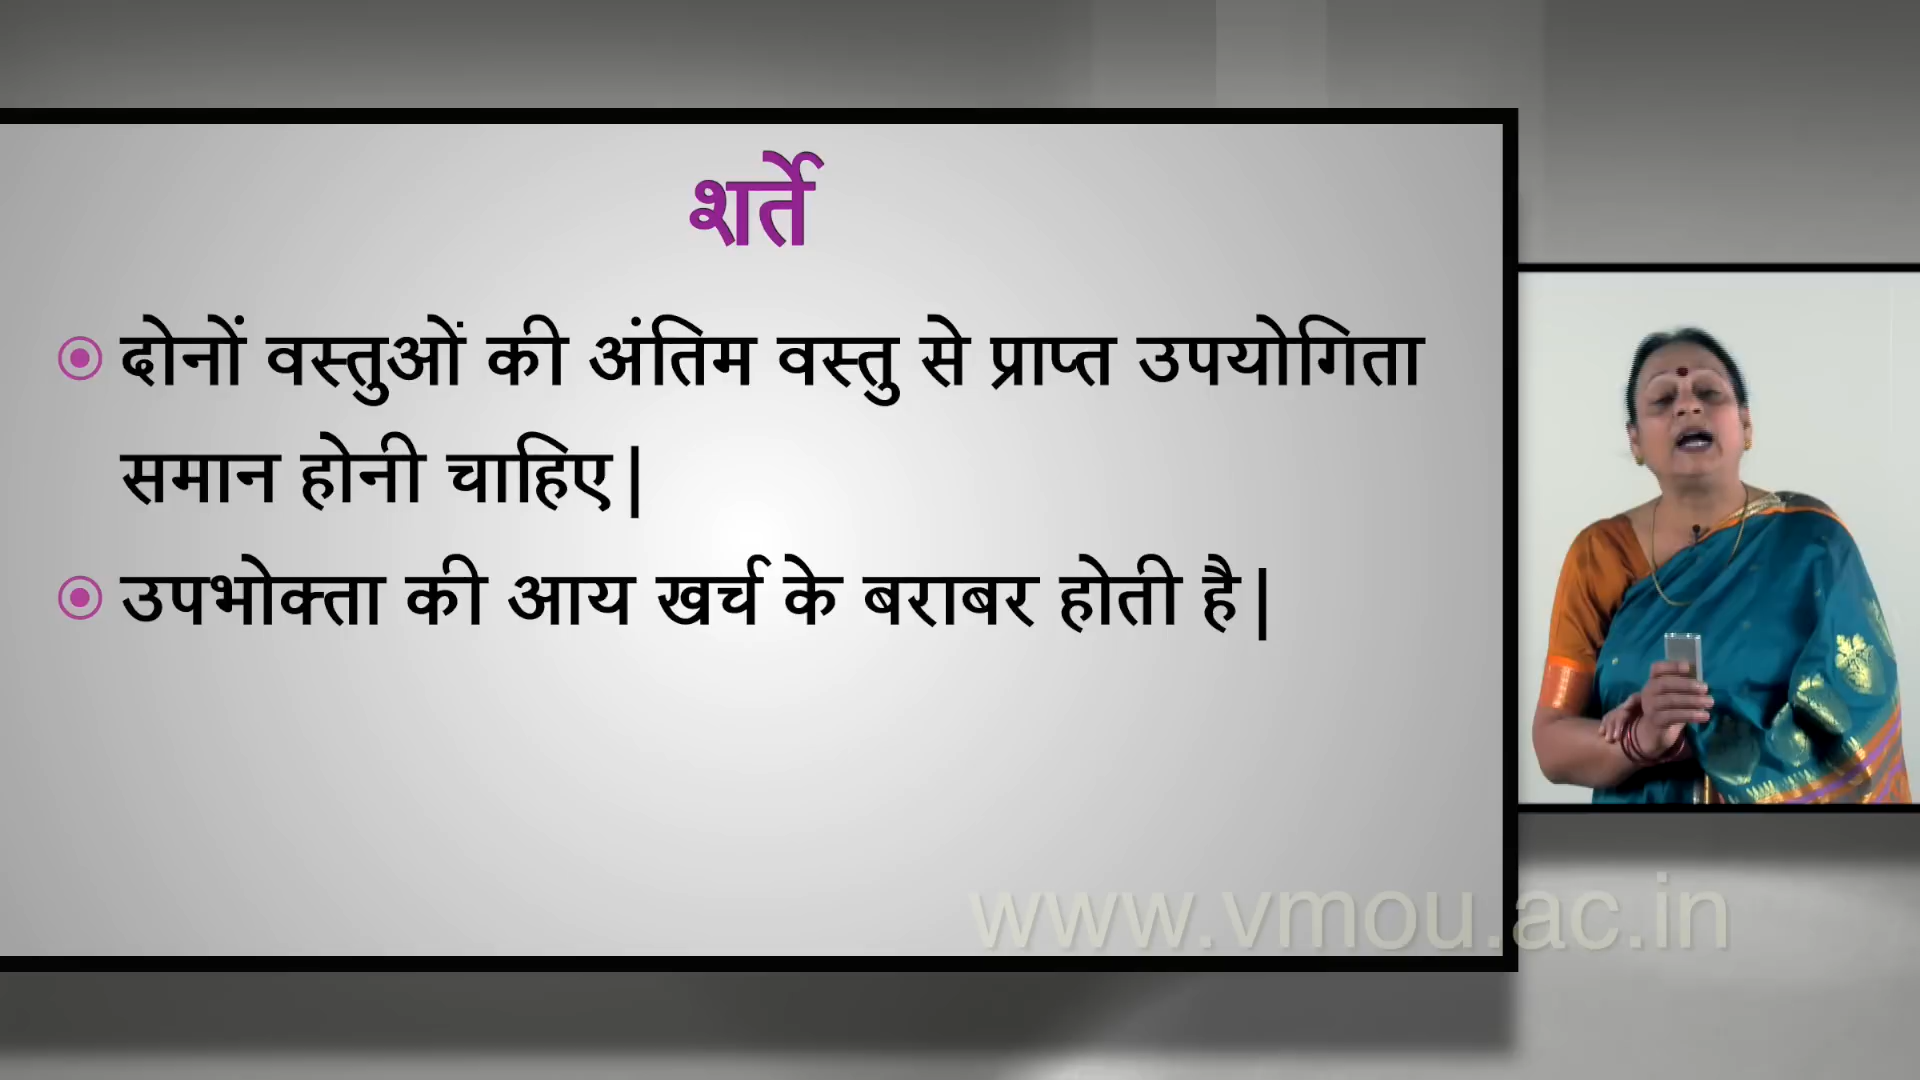 शर्ते
दोनों वस्तुओं की अंतिम वस्तु से प्राप्त उपयोगिता
समान होनी चाहिए|
उपभोक्ता की आय खर्च के बराबर होती है|
www.vmou.ac.in